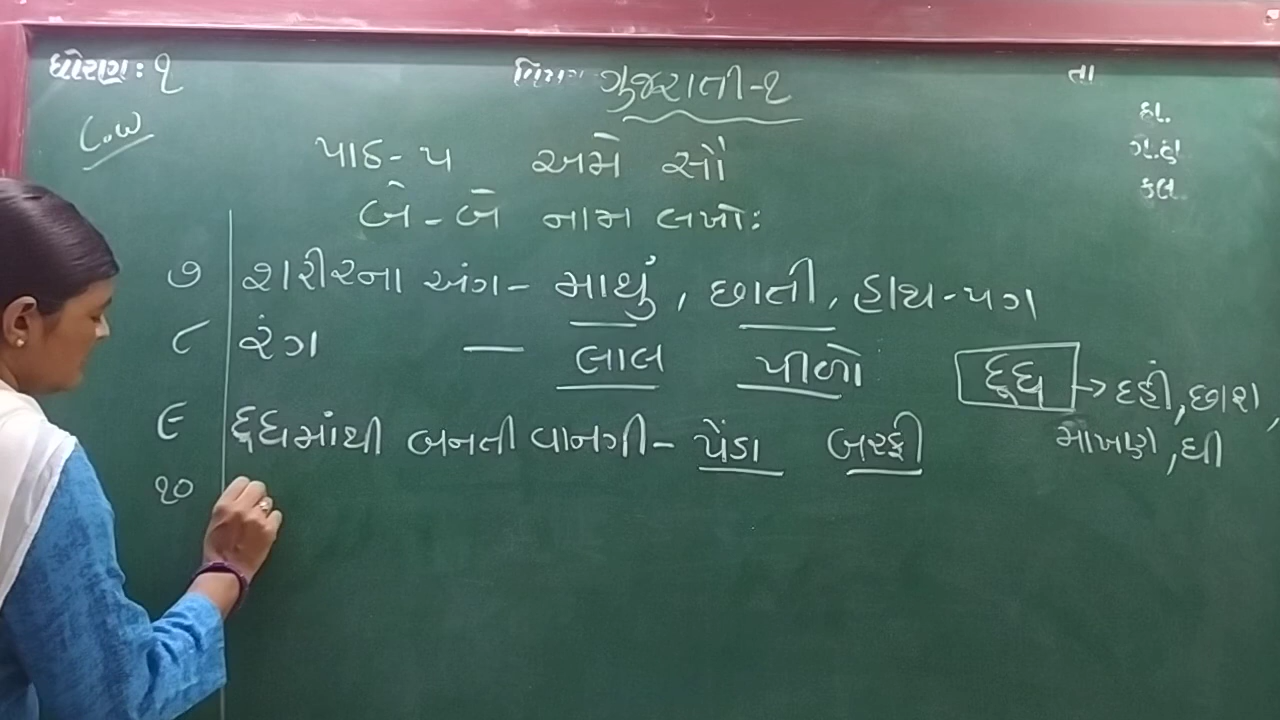 ધોરણ: ૧
વિષય ગુજરાતી-૧
તા
C.W
હા.
ગે.હા
કુલ
પાઠ-૫ અમે સૌ
બે-બે નામ લખો:
૭ શરીરના અંગ- માથું, છાતી, હાથ-પગ
૮ રંગ — લાલ પીળો
૯ દૂધમાંથી બનતી વાનગી- પેંડા બરફી
દૂધ → દહીં, છાશ,
માખણ, ઘી
૧૦